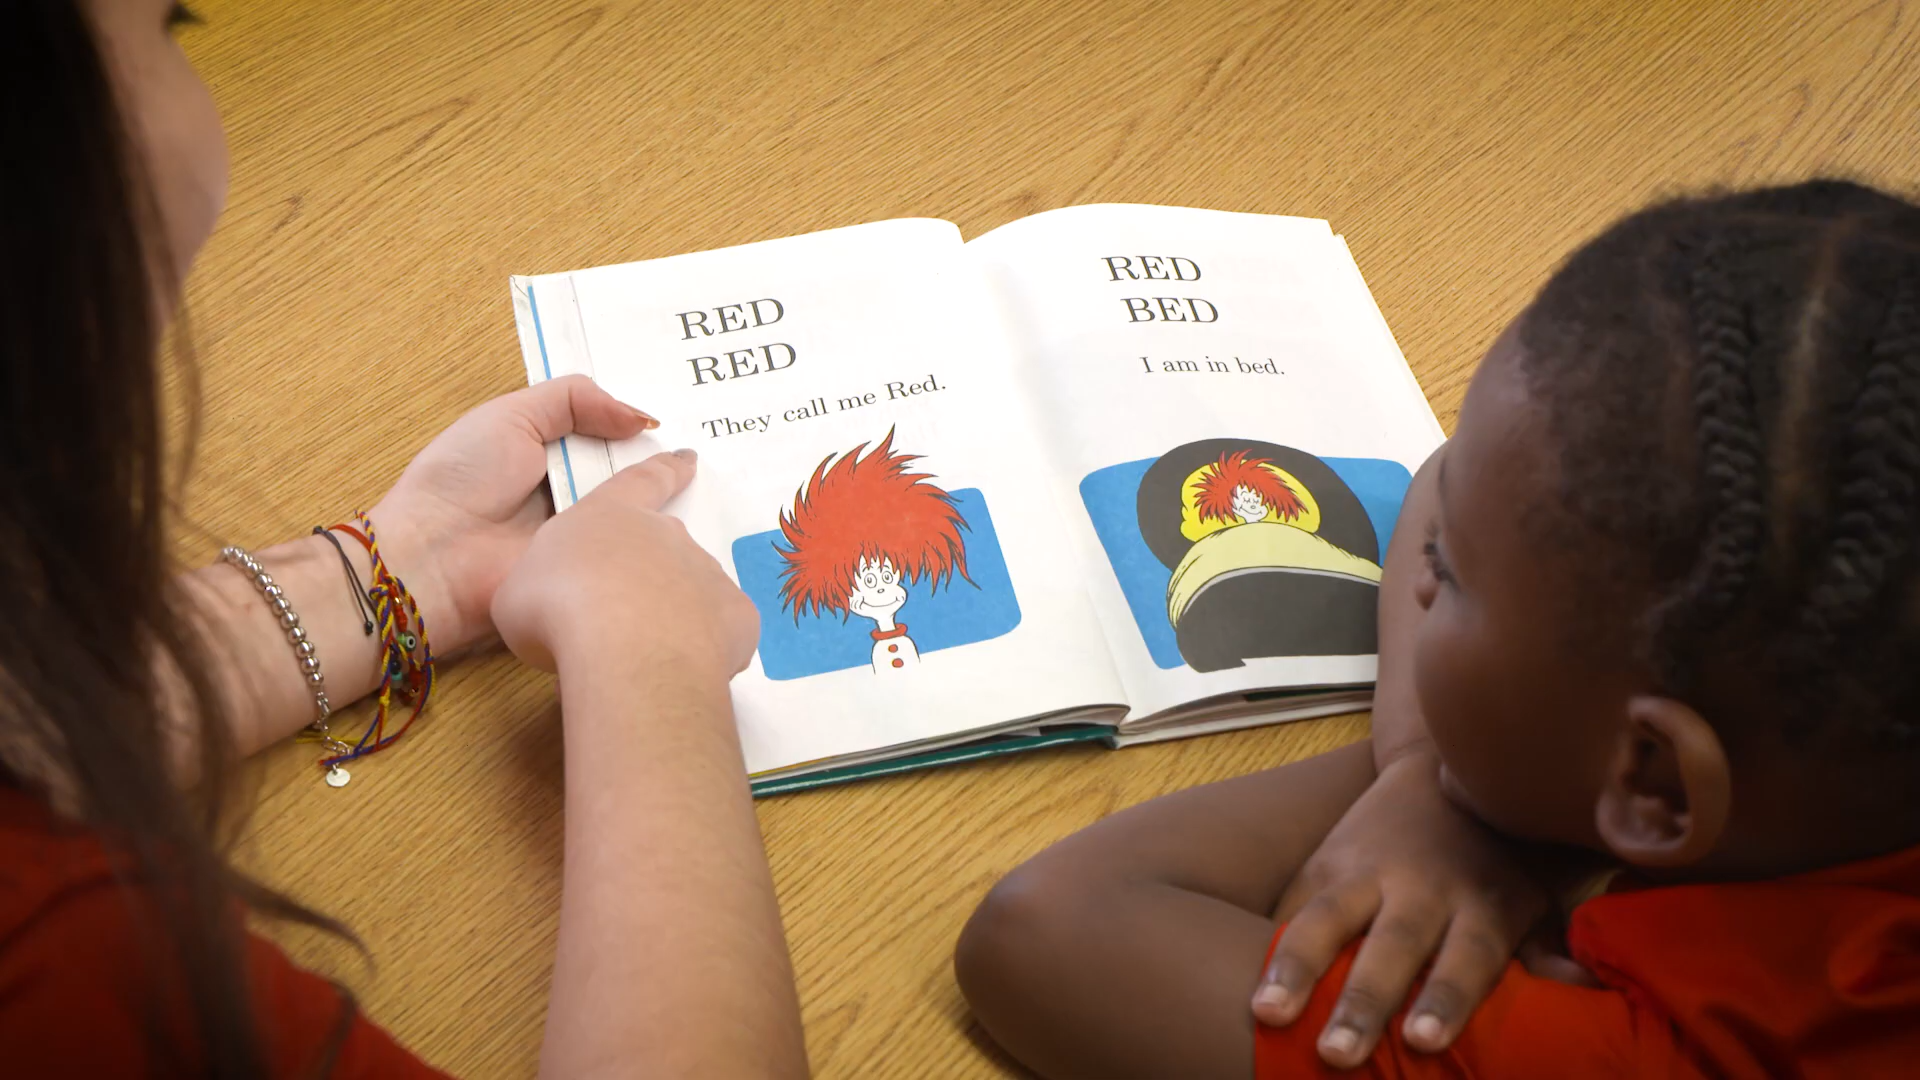 RED
RED
They call me Red.
RED
BED
I am in bed.